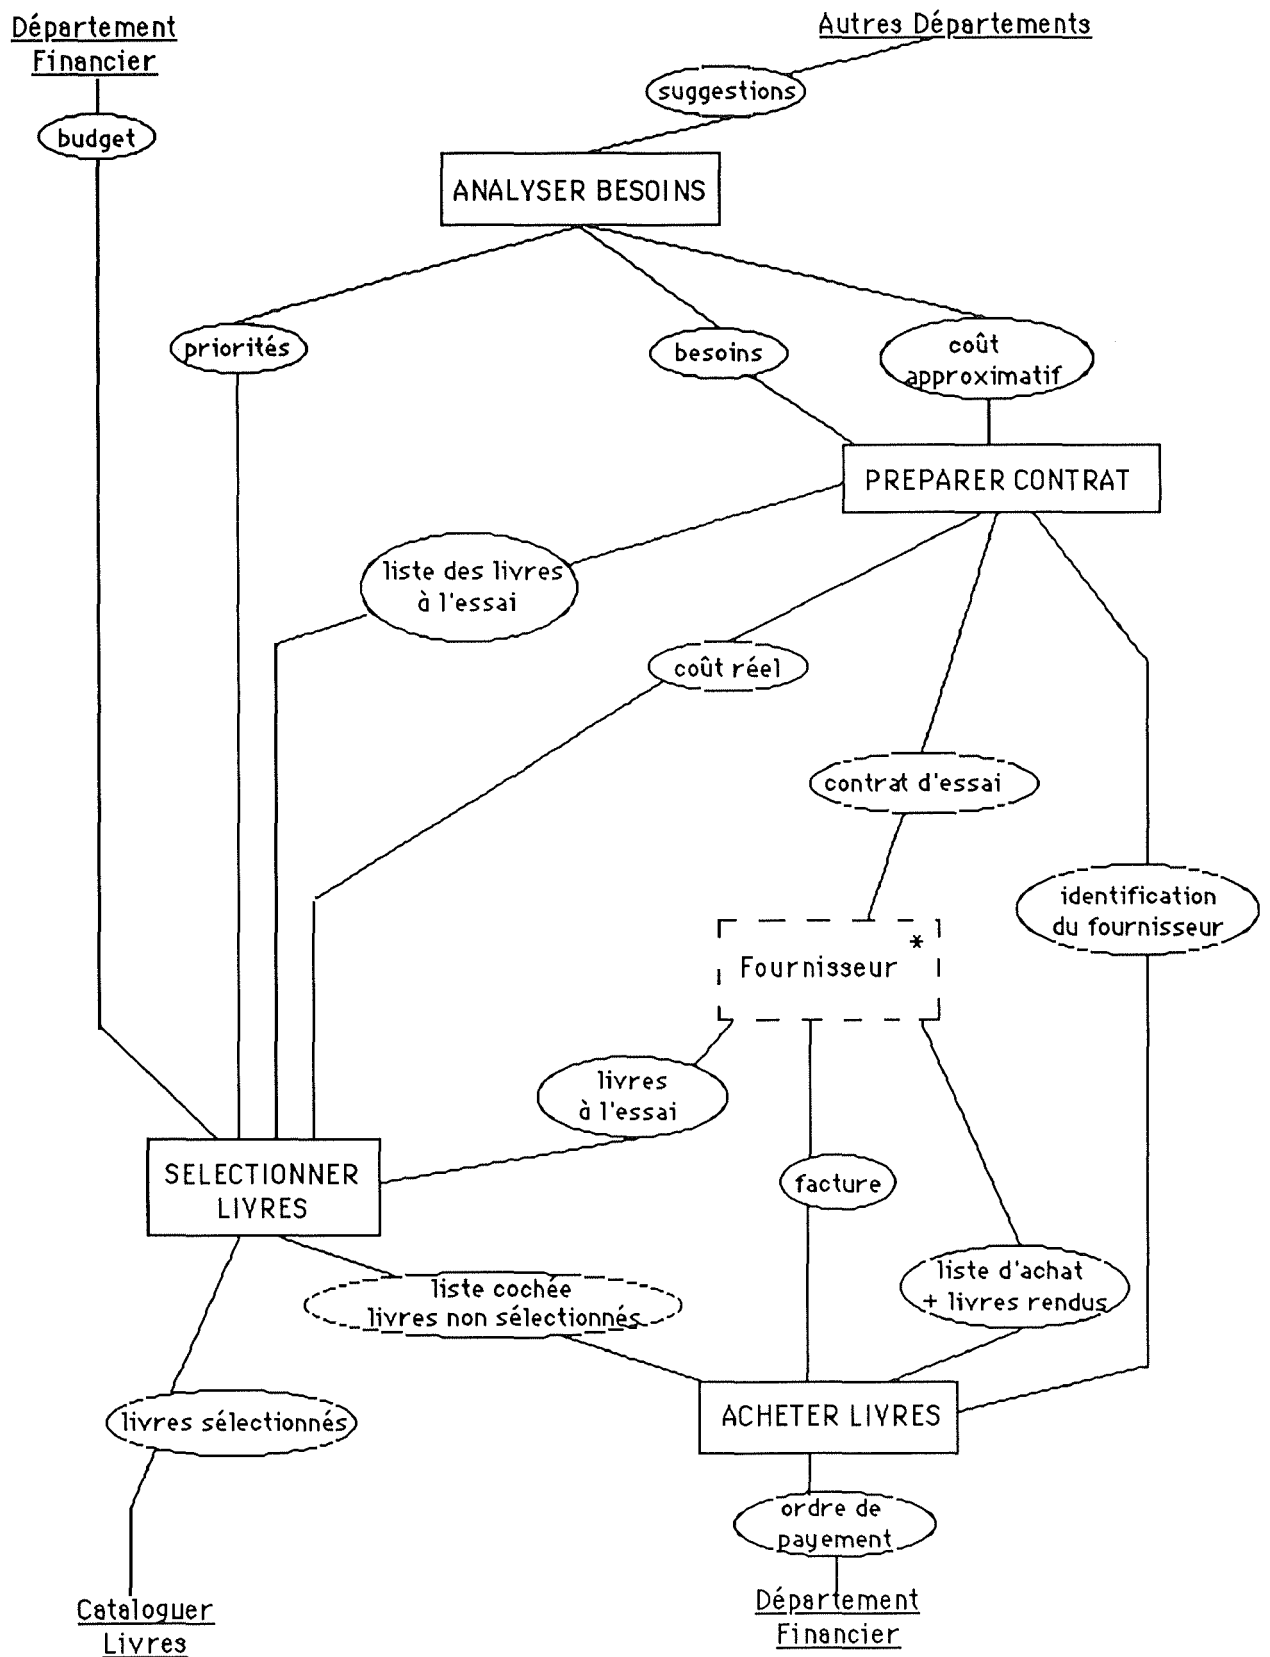 Département
Financier
Autres Départements
suggestions
budget
ANALYSER BESOINS
priorités
besoins
coût
approximatif
PREPARER CONTRAT
liste des livres
à l'essai
coût réel
contrat d'essai
identification
du fournisseur
*
Fournisseur
livres
à l'essai
SELECTIONNER
LIVRES
facture
liste d'achat
+ livres rendus
liste cochée
livres non sélectionnés
livres sélectionnés
ACHETER LIVRES
ordre de
payement
Cataloguer
Livres
Département
Financier